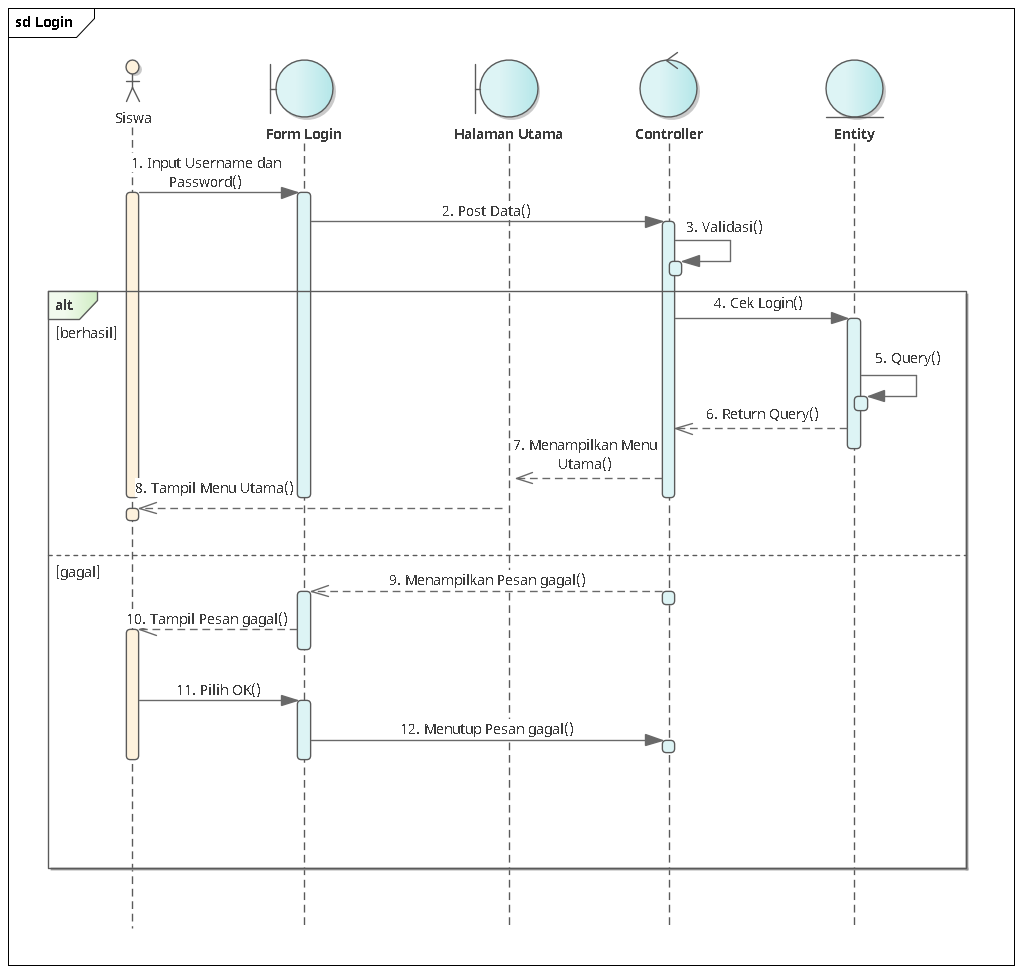 sd Login
Siswa
Form Login
Halaman Utama
Controller
Entity
1. Input Username dan
Password()
2. Post Data()
3. Validasi()
alt
[berhasil]
4. Cek Login()
5. Query()
6. Return Query()
7. Menampilkan Menu
Utama()
8. Tampil Menu Utama()
[gagal]
9. Menampilkan Pesan gagal()
10. Tampil Pesan gagal()
11. Pilih OK()
12. Menutup Pesan gagal()